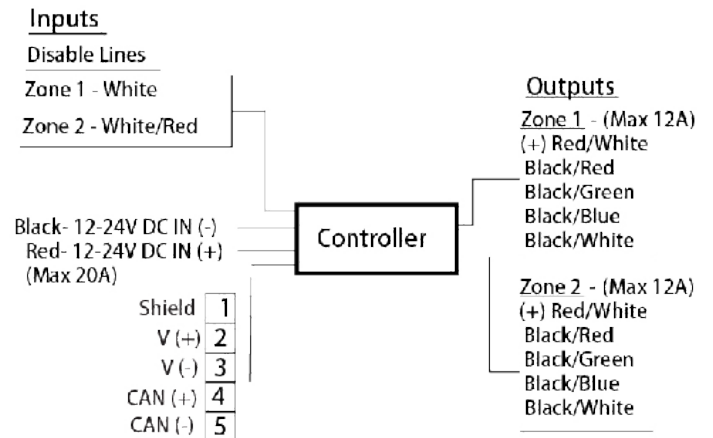 Inputs
Disable Lines
Zone 1 - White
Zone 2 - White/Red
Black- 12-24V DC IN (-)
Red- 12-24V DC IN (+)
(Max 20A)
Shield 1
V (+) 2
V (-) 3
CAN (+) 4
CAN (-) 5
Controller
Outputs
Zone 1 - (Max 12A)
(+) Red/White
Black/Red
Black/Green
Black/Blue
Black/White
Zone 2 - (Max 12A)
(+) Red/White
Black/Red
Black/Green
Black/Blue
Black/White